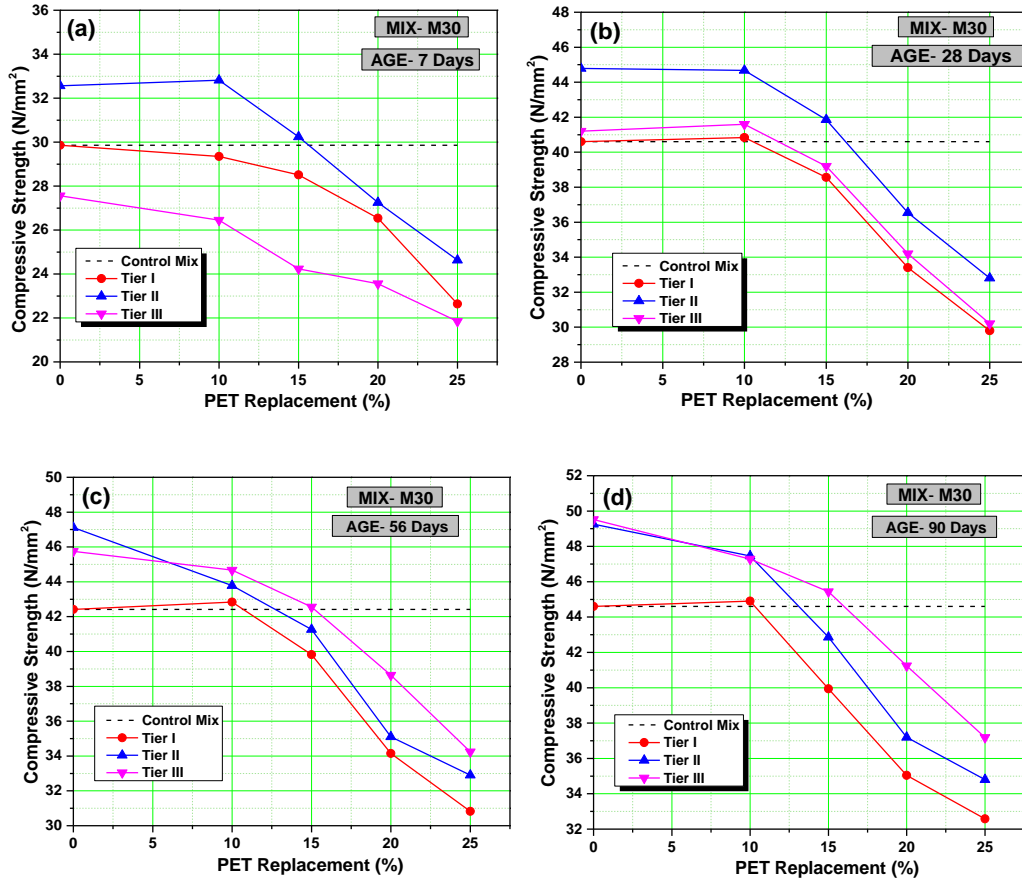 (a)
MIX- M30
AGE- 7 Days
Compressive Strength (N/mm²)
36
34
32
30
28
26
24
22
20
Control Mix
Tier I
Tier II
Tier III
0 5 10 15 20 25
PET Replacement (%)
(b)
MIX- M30
AGE- 28 Days
Compressive Strength (N/mm²)
48
46
44
42
40
38
36
34
32
30
28
Control Mix
Tier I
Tier II
Tier III
0 5 10 15 20 25
PET Replacement (%)
(c)
MIX- M30
AGE- 56 Days
Compressive Strength (N/mm²)
50
48
46
44
42
40
38
36
34
32
30
Control Mix
Tier I
Tier II
Tier III
0 5 10 15 20 25
PET Replacement (%)
(d)
MIX- M30
AGE- 90 Days
Compressive Strength (N/mm²)
52
50
48
46
44
42
40
38
36
34
32
Control Mix
Tier I
Tier II
Tier III
0 5 10 15 20 25
PET Replacement (%)